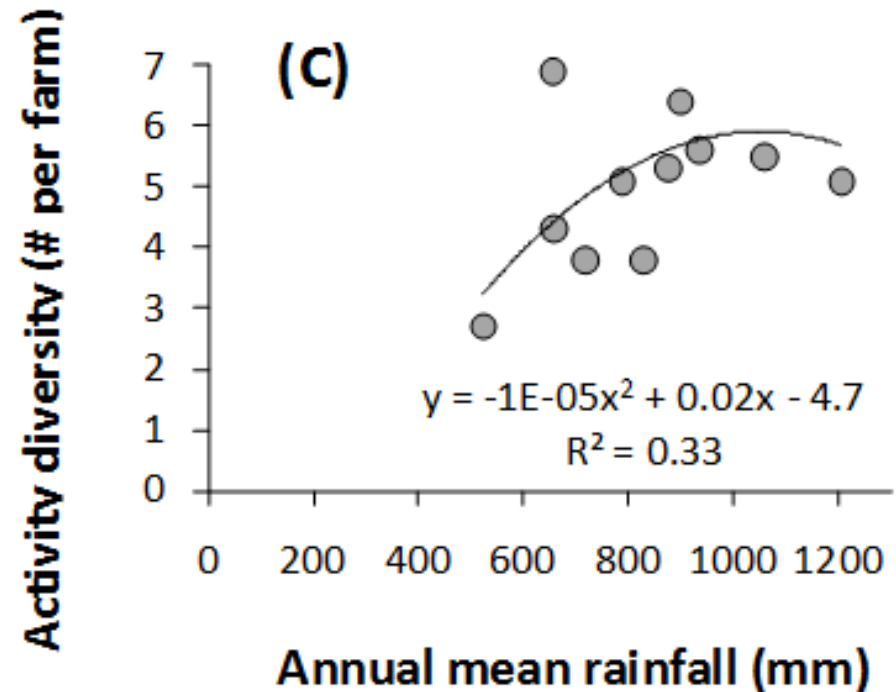 (C)
Activity diversity (# per farm)
7
6
5
4
3
2
1
0
y = -1E-05x² + 0.02x - 4.7
R² = 0.33
0 200 400 600 800 1000 1200
Annual mean rainfall (mm)